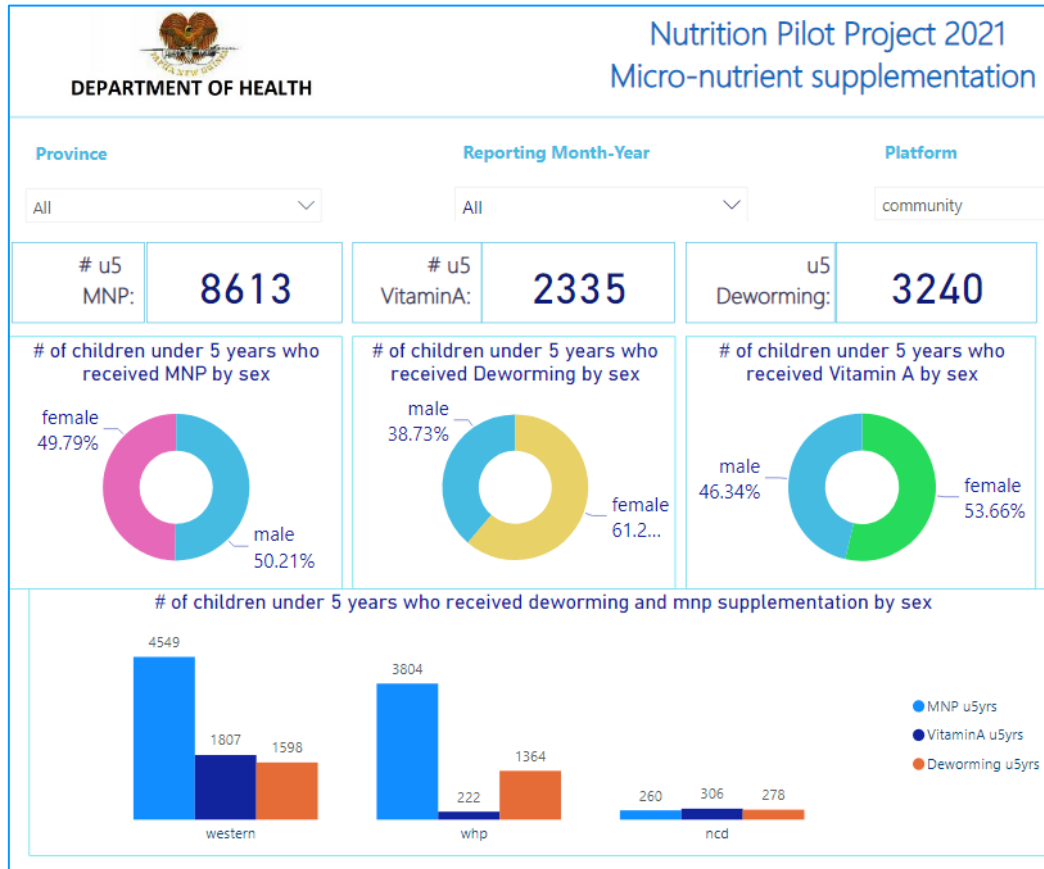 PAPUA NEW GUINEA
DEPARTMENT OF HEALTH
Nutrition Pilot Project 2021
Micro-nutrient supplementation
Province
Reporting Month-Year
Platform
All
All
community
# u5
MNP:
8613
# u5
VitaminA:
2335
u5
Deworming:
3240
# of children under 5 years who
received MNP by sex
female
49.79%
male
50.21%
# of children under 5 years who
received Deworming by sex
male
38.73%
female
61.2...
# of children under 5 years who
received Vitamin A by sex
male
46.34%
female
53.66%
# of children under 5 years who received deworming and mnp supplementation by sex
4549
1807
1598
western
3804
222
1364
whp
260
306
278
ncd
MNP u5yrs
VitaminA u5yrs
Deworming u5yrs